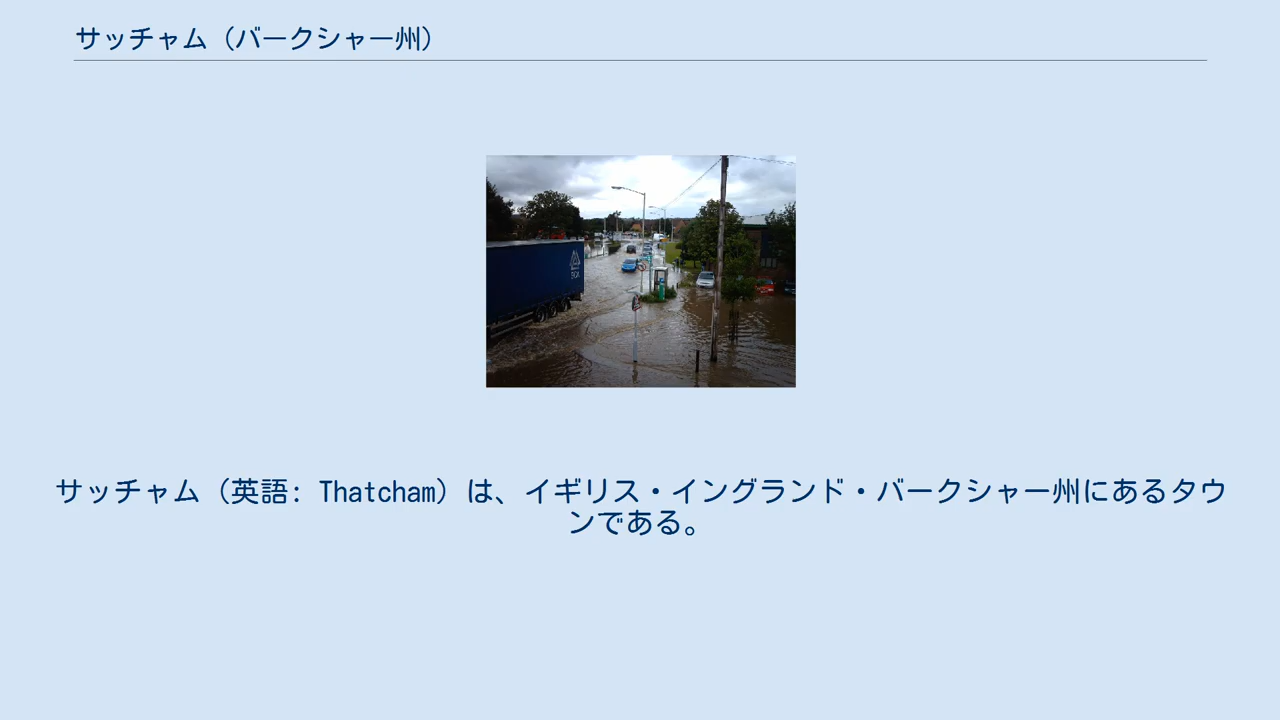 サッチャム（バークシャー州）
サッチャム（英語: Thatcham）は、イギリス・イングランド・バークシャー州にあるタウ
ンである。